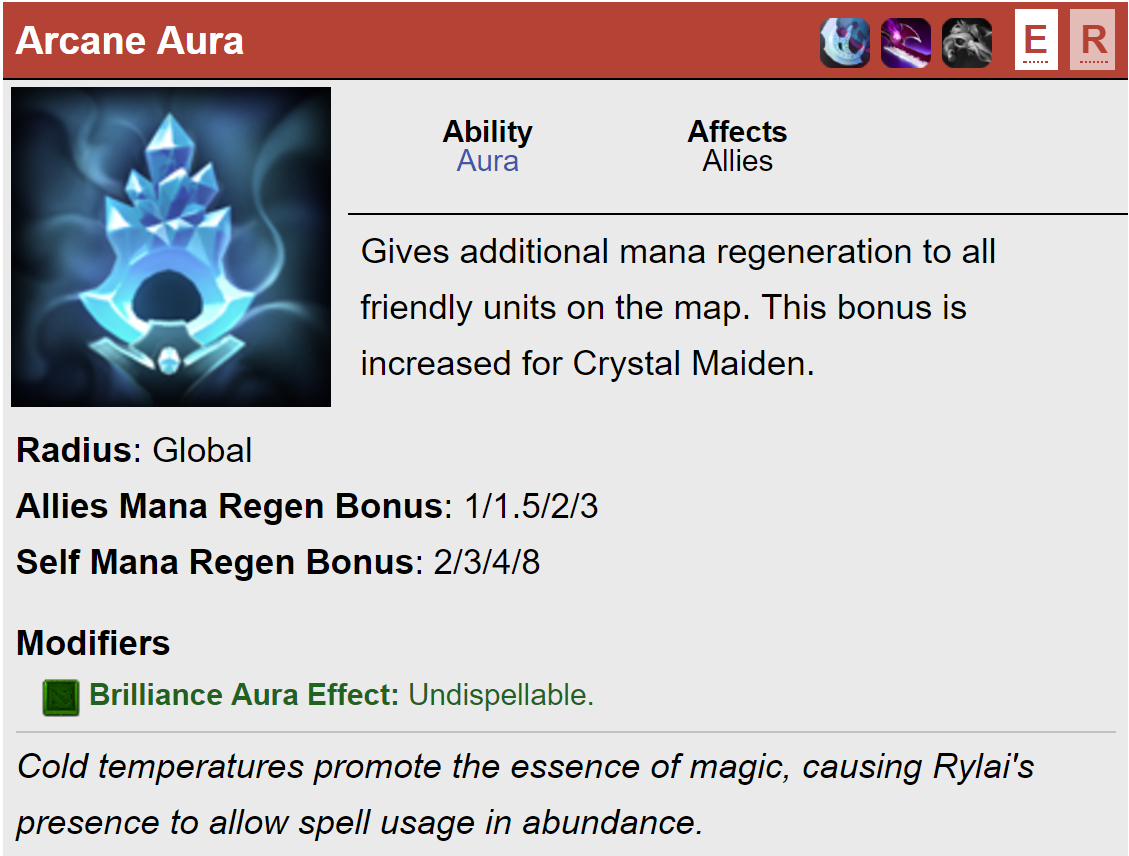 Arcane Aura
E R
Ability Affects
Aura Allies
Gives additional mana regeneration to all
friendly units on the map. This bonus is
increased for Crystal Maiden.
Radius: Global
Allies Mana Regen Bonus: 1/1.5/2/3
Self Mana Regen Bonus: 2/3/4/8
Modifiers
Brilliance Aura Effect: Undispellable.
Cold temperatures promote the essence of magic, causing Rylai's
presence to allow spell usage in abundance.